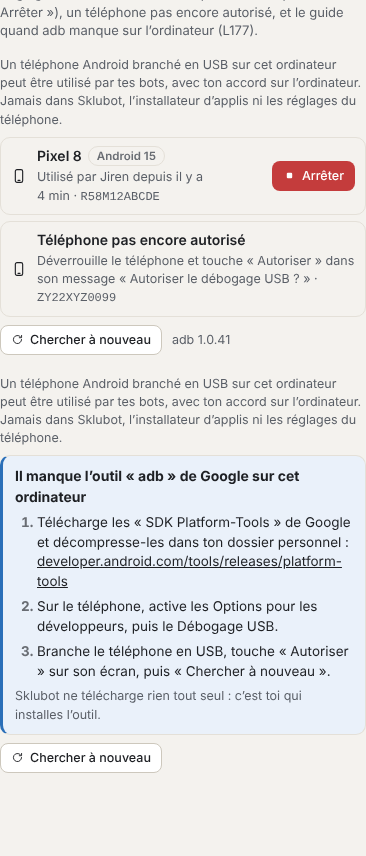 Arrêter »), un téléphone pas encore autorisé, et le guide
quand adb manque sur l’ordinateur (L177).
Un téléphone Android branché en USB sur cet ordinateur
peut être utilisé par tes bots, avec ton accord sur l’ordinateur.
Jamais dans Sklubot, l’installateur d’applis ni les réglages du
téléphone.
Pixel 8 Android 15
Utilisé par Jiren depuis il y a
4 min · R58M12ABCDE
Arrêter
Téléphone pas encore autorisé
Déverrouille le téléphone et touche « Autoriser » dans
son message « Autoriser le débogage USB ? » ·
ZY22XYZ0099
Chercher à nouveau adb 1.0.41
Un téléphone Android branché en USB sur cet ordinateur
peut être utilisé par tes bots, avec ton accord sur l’ordinateur.
Jamais dans Sklubot, l’installateur d’applis ni les réglages du
téléphone.
Il manque l’outil « adb » de Google sur cet
ordinateur
1. Télécharge les « SDK Platform-Tools » de Google
et décompresse-les dans ton dossier personnel :
developer.android.com/tools/releases/platform-
tools
2. Sur le téléphone, active les Options pour les
développeurs, puis le Débogage USB.
3. Branche le téléphone en USB, touche « Autoriser
» sur son écran, puis « Chercher à nouveau ».
Sklubot ne télécharge rien tout seul : c’est toi qui
installes l’outil.
Chercher à nouveau